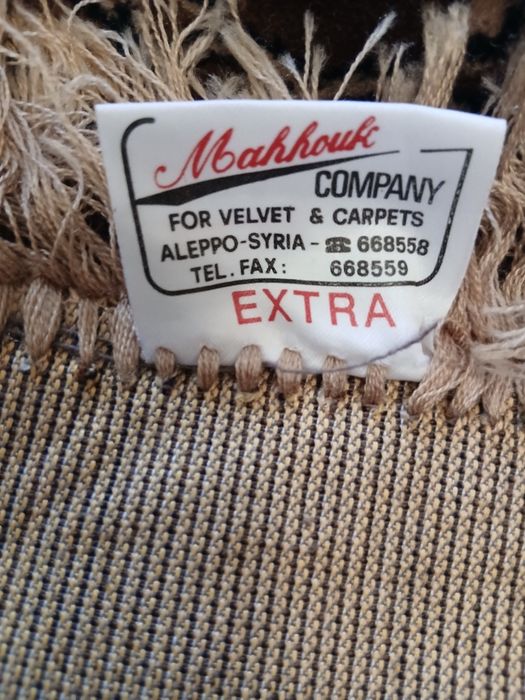 Mahhouk
COMPANY
FOR VELVET & CARPETS
ALEPPO-SYRIA - ☎ 668558
TEL. FAX: 668559
EXTRA